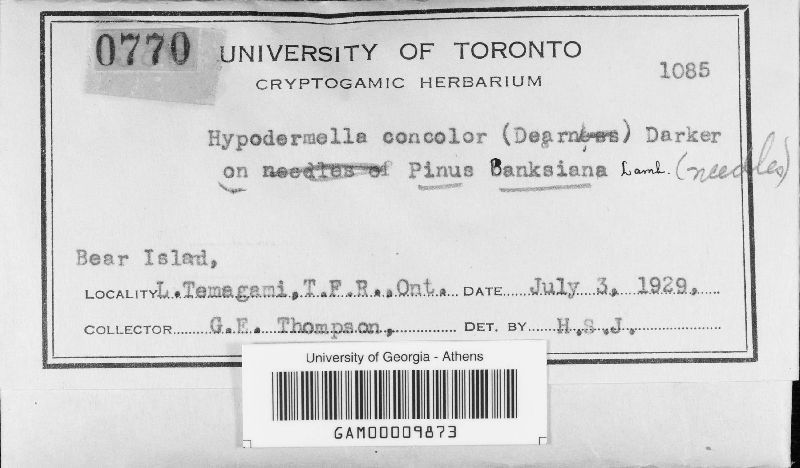 0770 UNIVERSITY OF TORONTO
CRYPTOGAMIC HERBARIUM 1085
Hypodermella concolor (Dearness) Darker
on needles of Pinus Banksiana Lamb. (needles)
Bear Islad,
LOCALITY L.Temagami,T.F.R.,Ont. DATE July 3, 1929,
COLLECTOR G.E. Thompson, DET. BY H.S.J.
University of Georgia - Athens
GAM00009873